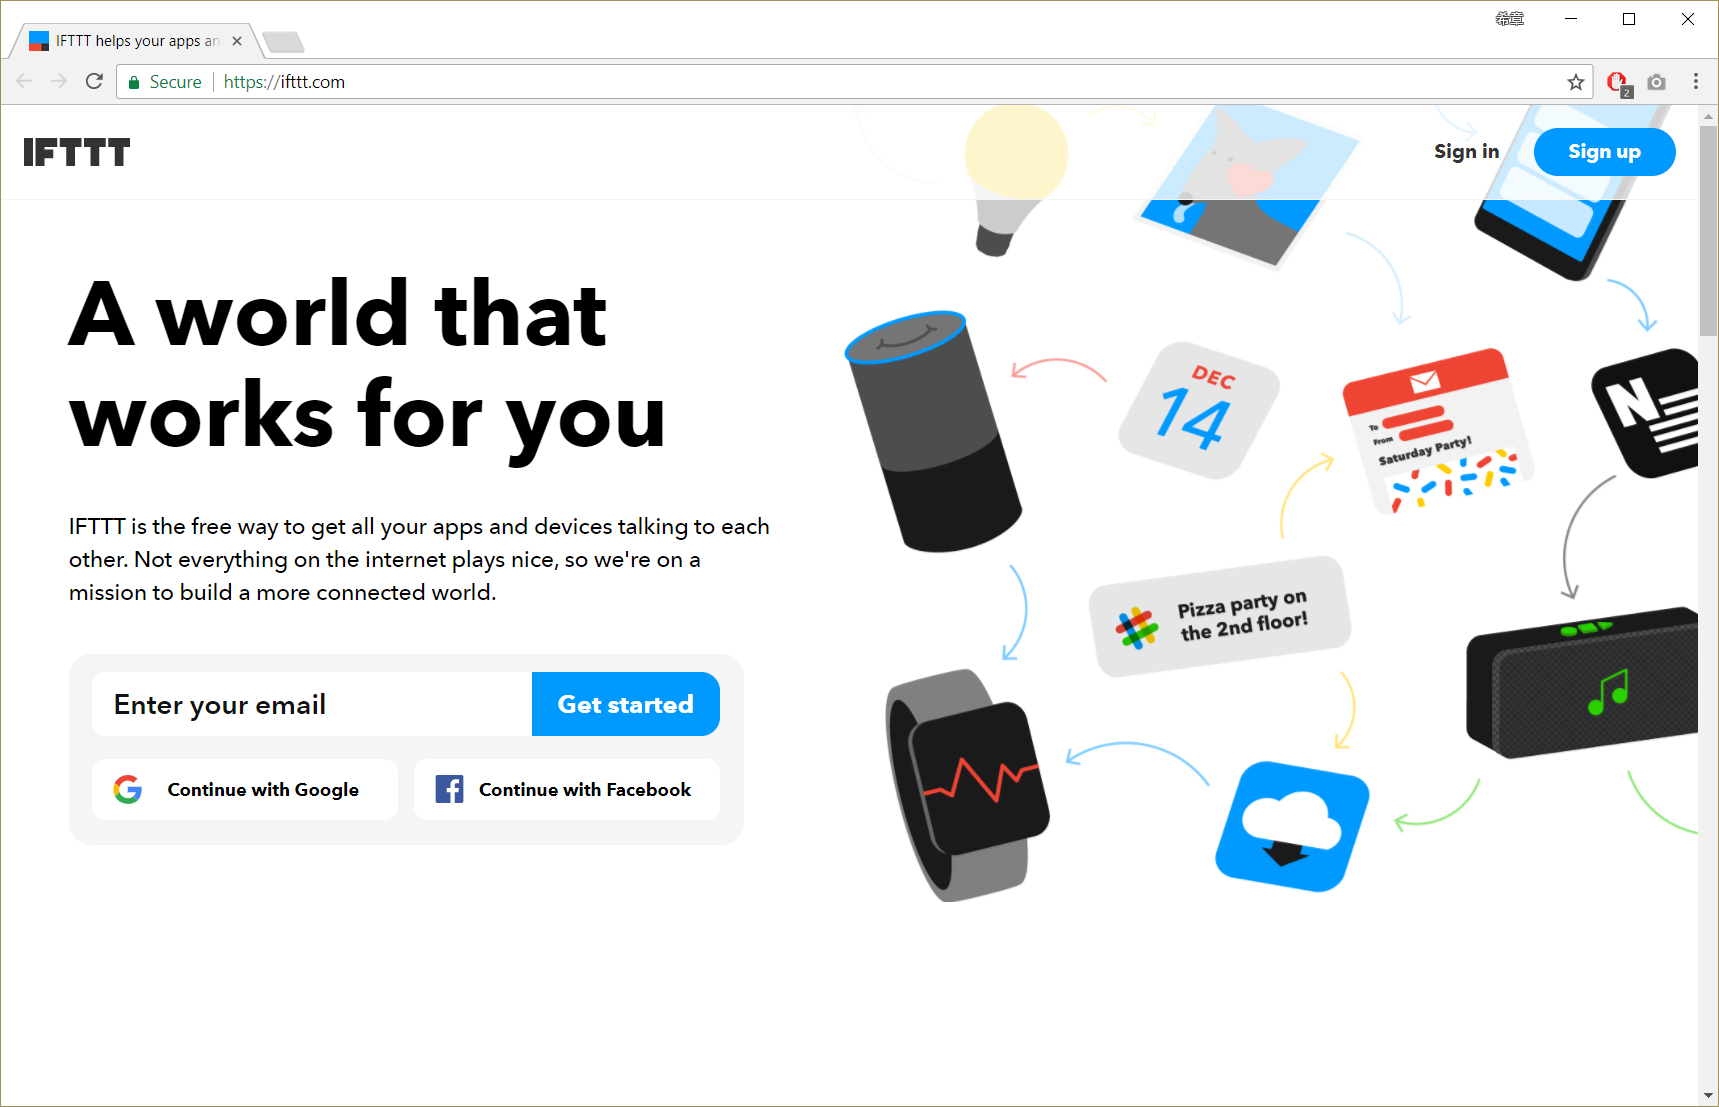 希章
IFTTT helps your apps an
Secure
https://ifttt.com
2
IFTTT
Sign in
Sign up
A world that
works for you
IFTTT is the free way to get all your apps and devices talking to each
other. Not everything on the internet plays nice, so we're on a
mission to build a more connected world.
Enter your email
Get started
Continue with Google
Continue with Facebook
DEC
14
To
From
Saturday Party!
N
Pizza party on
the 2nd floor!